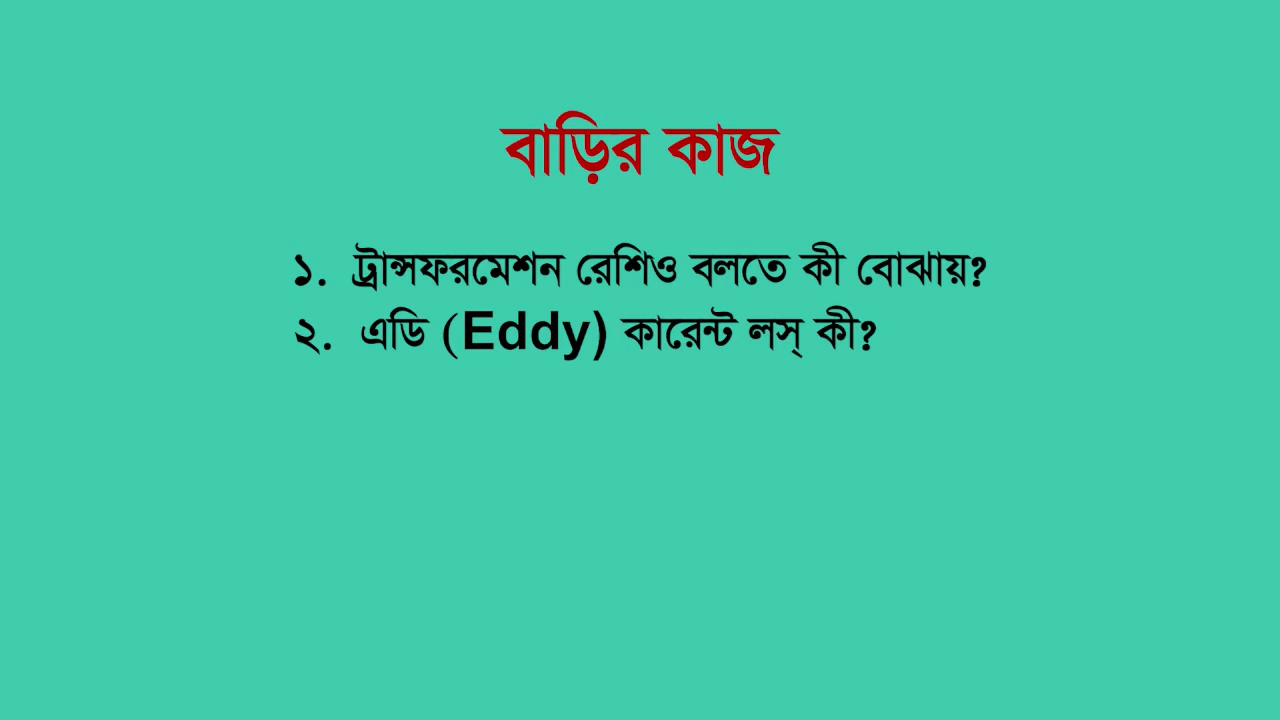 বাড়ির কাজ
১. ট্রান্সফরমেশন রেশিও বলতে কী বোঝায়?
২. এডি (Eddy) কারেন্ট লস্ কী?